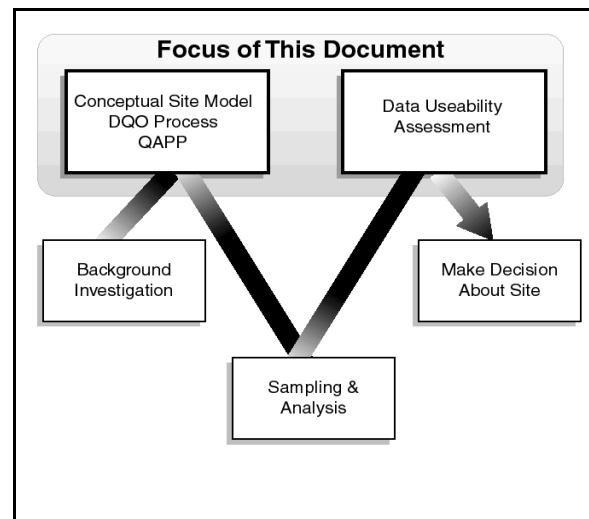 Focus of This Document
Conceptual Site Model
DQO Process
QAPP
Data Useability
Assessment
Background
Investigation
Make Decision
About Site
Sampling &
Analysis